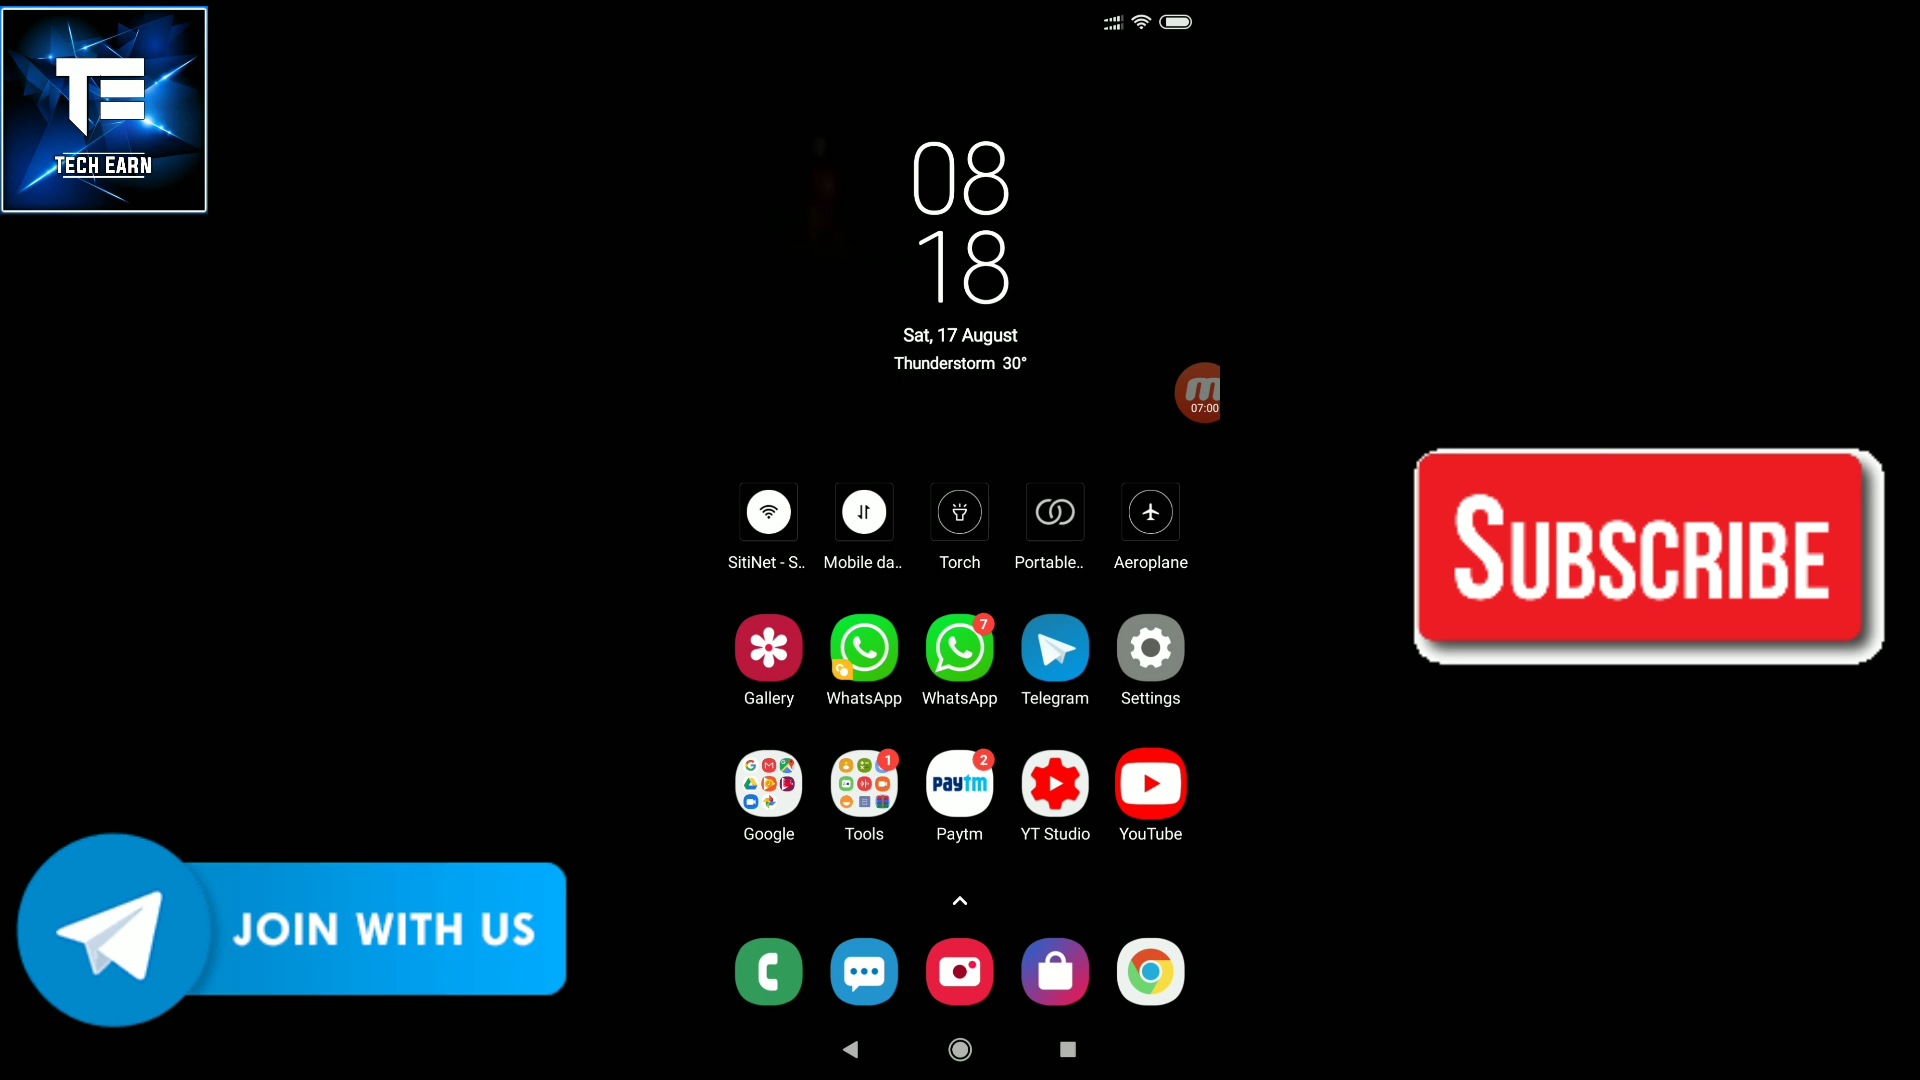 TE
TECH EARN
08
18
Sat, 17 August
Thunderstorm 30°
m
07:00
SitiNet - S.. Mobile da.. Torch Portable.. Aeroplane
7
Gallery WhatsApp WhatsApp Telegram Settings
1 2
paytm
Google Tools Paytm YT Studio YouTube
SUBSCRIBE
JOIN WITH US